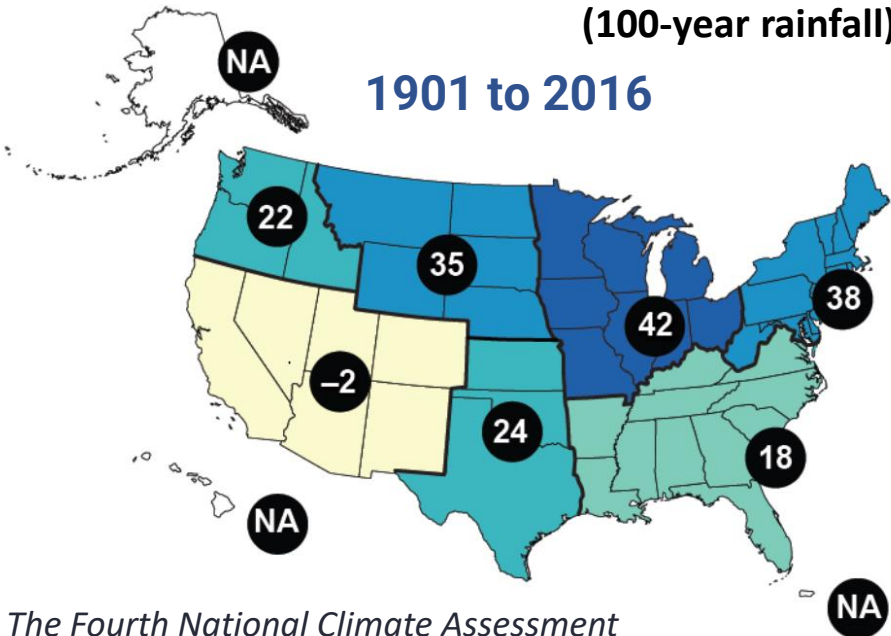 (100-year rainfall)
NA
1901 to 2016
22
35
38
42
–2
24
18
NA
NA
The Fourth National Climate Assessment